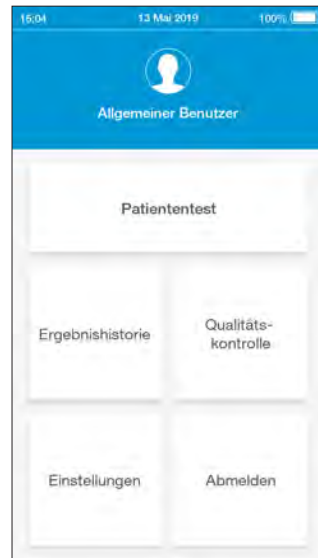 15:04 13 Mai 2019 100%
Allgemeiner Benutzer
Patiententest
Ergebnishistorie
Qualitäts-
kontrolle
Einstellungen
Abmelden